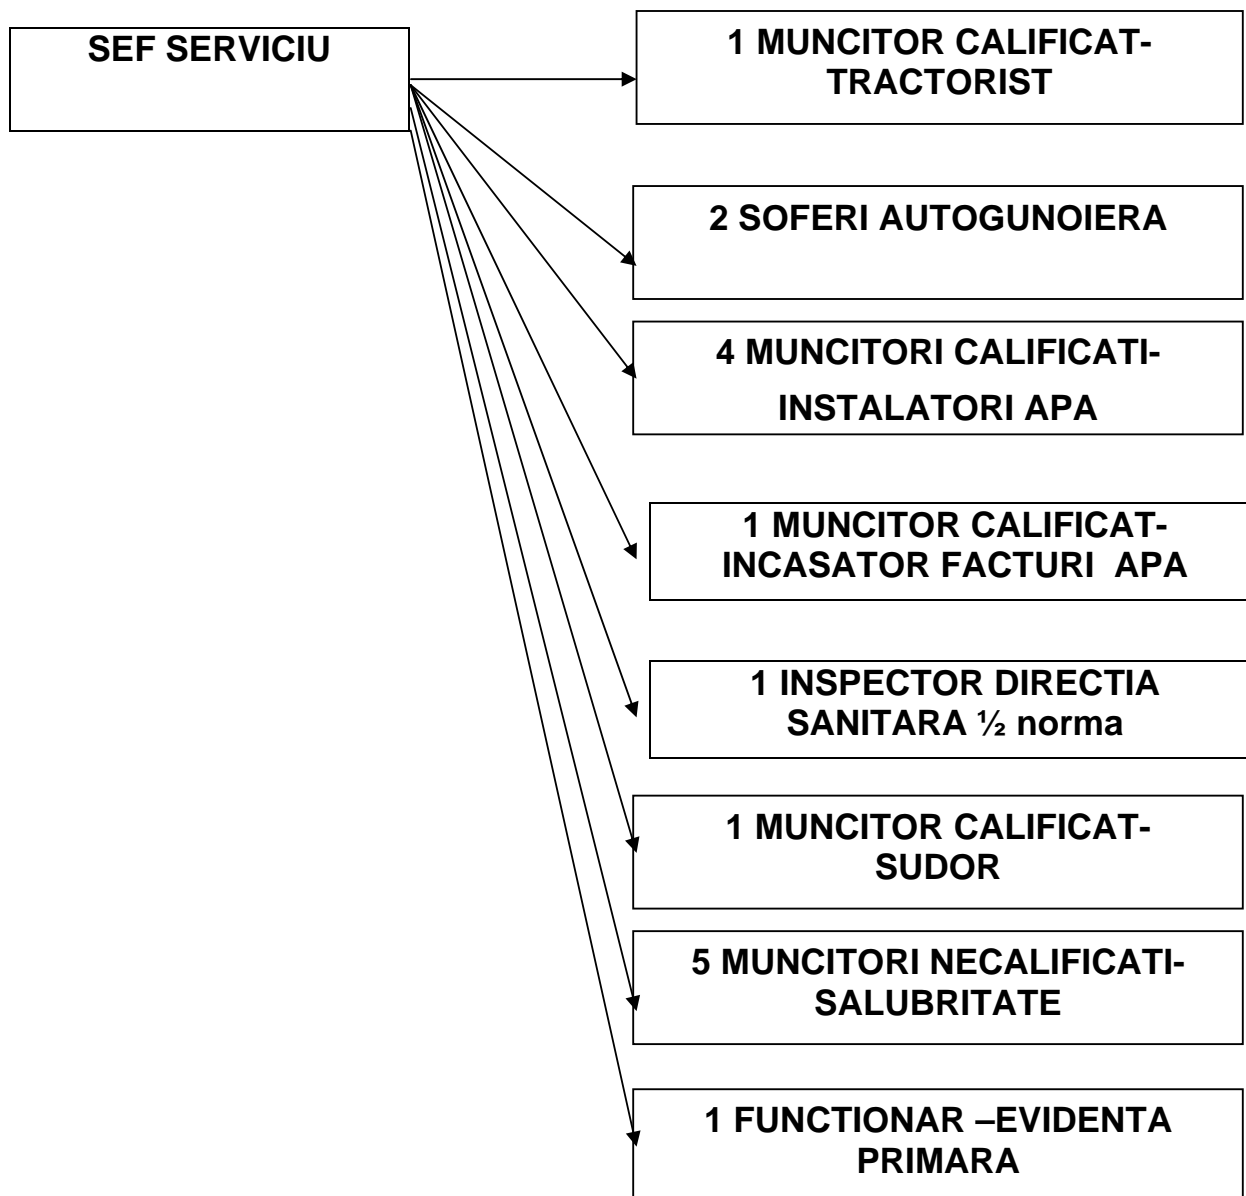 SEF SERVICIU
1 MUNCITOR CALIFICAT-
TRACTORIST
2 SOFERI AUTOGUNOIERA
4 MUNCITORI CALIFICATI-
INSTALATORI APA
1 MUNCITOR CALIFICAT-
INCASATOR FACTURI  APA
1 INSPECTOR DIRECTIA
SANITARA ½ norma
1 MUNCITOR CALIFICAT-
SUDOR
5 MUNCITORI NECALIFICATI-
SALUBRITATE
1 FUNCTIONAR –EVIDENTA
PRIMARA